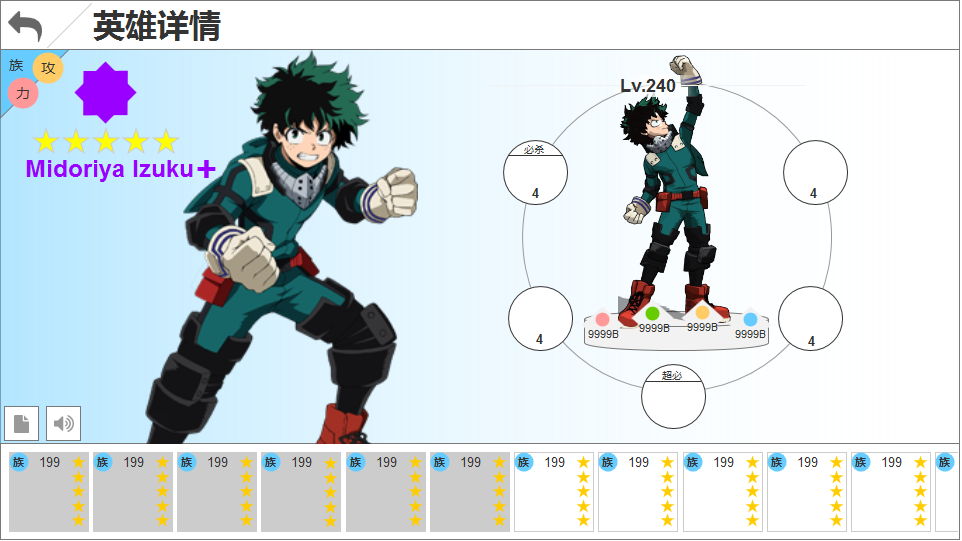 英雄详情
族
攻
力
Midoriya Izuku+
Lv.240
必杀
4
4
4
4
超必
9999B
9999B
9999B
9999B
族 199
族 199
族 199
族 199
族 199
族 199
族 199
族 199
族 199
族 199
族 199
族